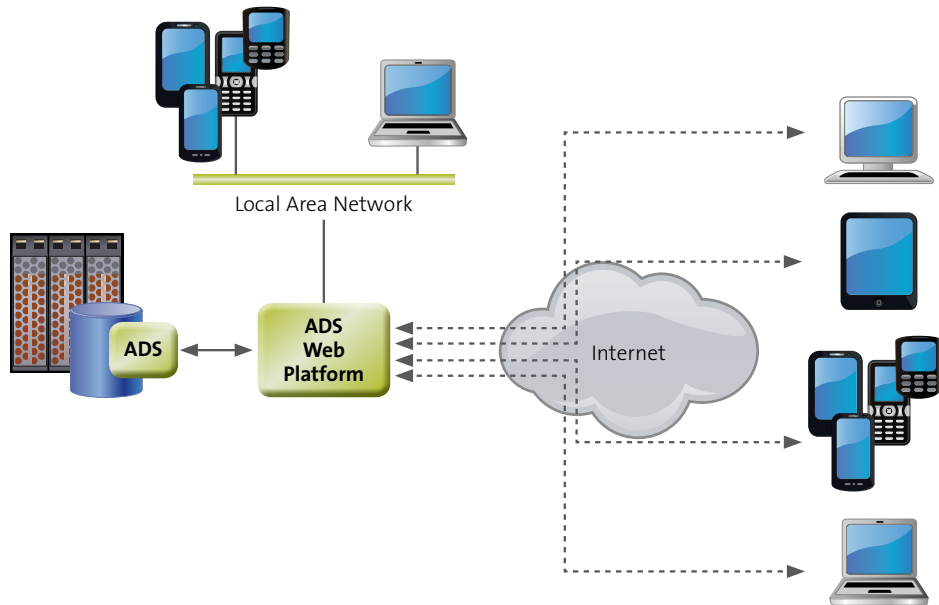 Local Area Network
ADS
ADS
Web
Platform
Internet